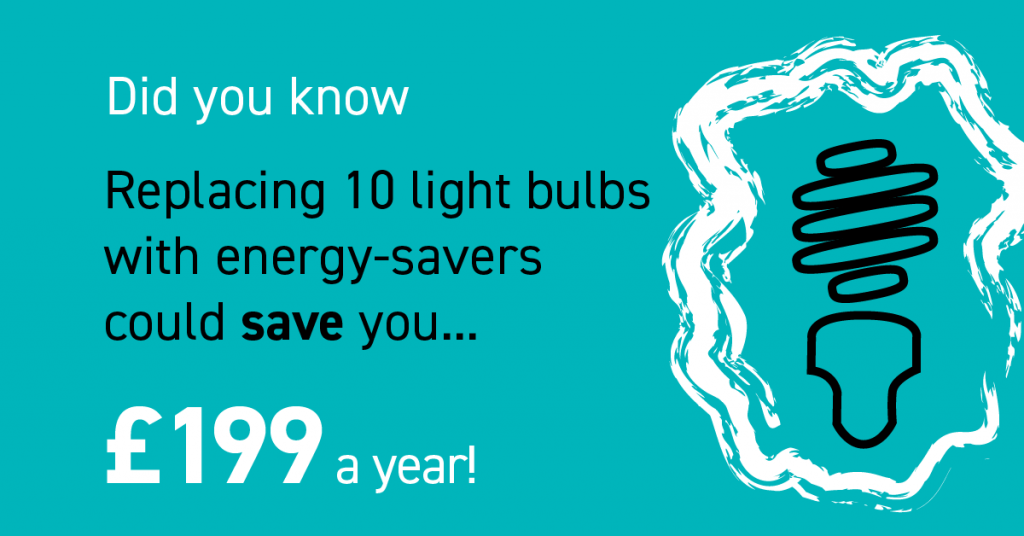 Did you know
Replacing 10 light bulbs
with energy-savers
could save you...
£199 a year!